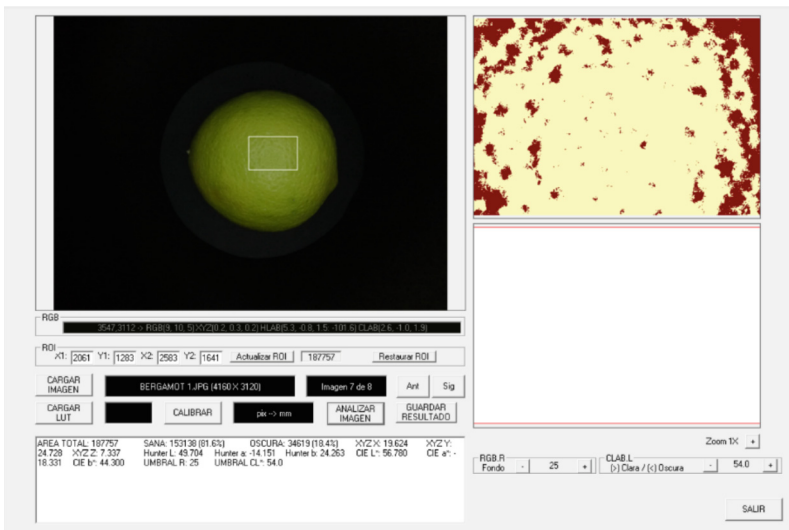 RGB
3547,3112 -> RGB(9, 10, 5) XYZ(0.2, 0.3, 0.2) HLAB(5.3, -0.8, 1.5: -101.6) CLAB(2.6, -1.0, 1.9)
ROI
X1: 2061 Y1: 1283 X2: 2583 Y2: 1641 Actualizar ROI 187757 Restaurar ROI
CARGAR IMAGEN
BERGAMOT 1.JPG (4160 X 3120) Imagen 7 de 8 Ant Sig
CARGAR LUT
CALIBRAR pix --> mm
ANALIZAR IMAGEN
GUARDAR RESULTADO
AREA TOTAL: 187757 SANA: 153138 (81.6%) OSCURA: 34619 (18.4%) XYZ X: 19.624 XYZ Y:
24.728 XYZ Z: 7.337 Hunter L: 49.704 Hunter a: -14.151 Hunter b: 24.263 CIE L*: 56.780 CIE a*: -
18.331 CIE b*: 44.300 UMBRAL R: 25 UMBRAL CL*: 54.0
Zoom 1X +
RGB.R
Fondo - 25 +
CLAB.L
(>) Clara / (<) Oscura - 54.0 +
SALIR